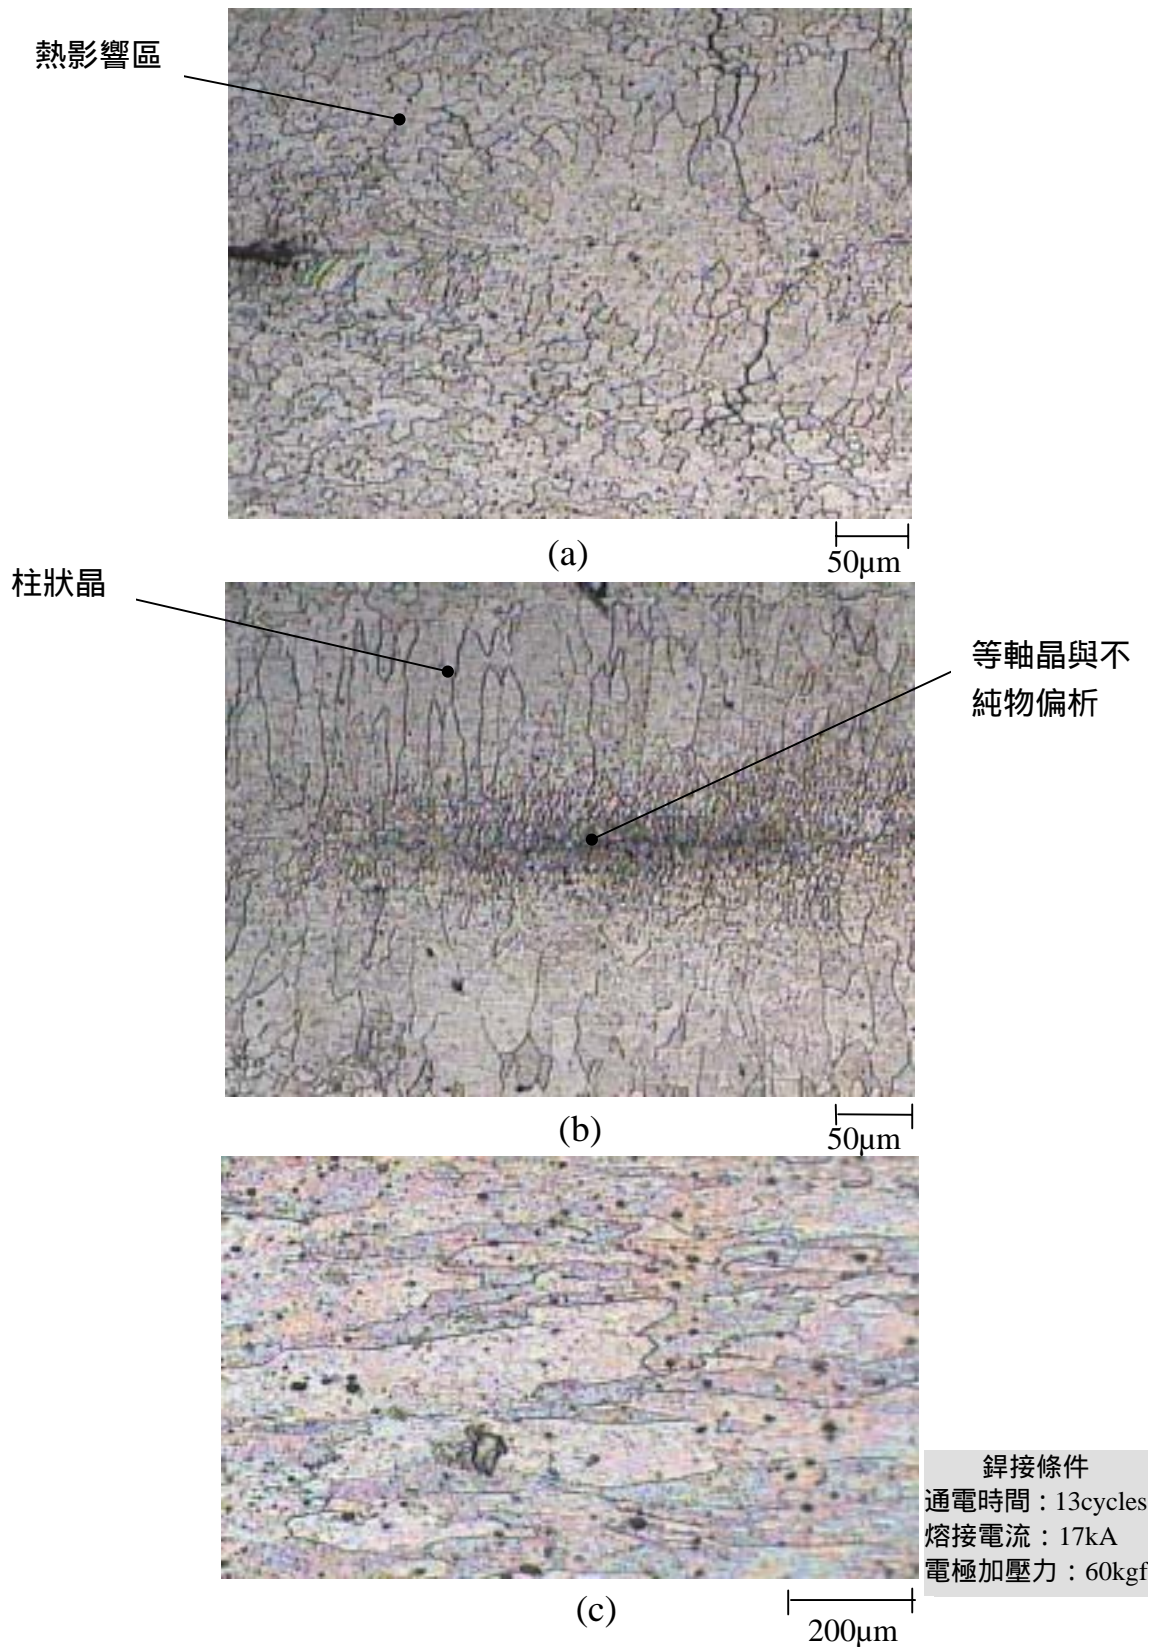 熱影響區
(a)
50μm
柱狀晶
等軸晶與不
純物偏析
(b)
50μm
銲接條件
通電時間：13cycles
熔接電流：17kA
電極加壓力：60kgf
(c)
200μm